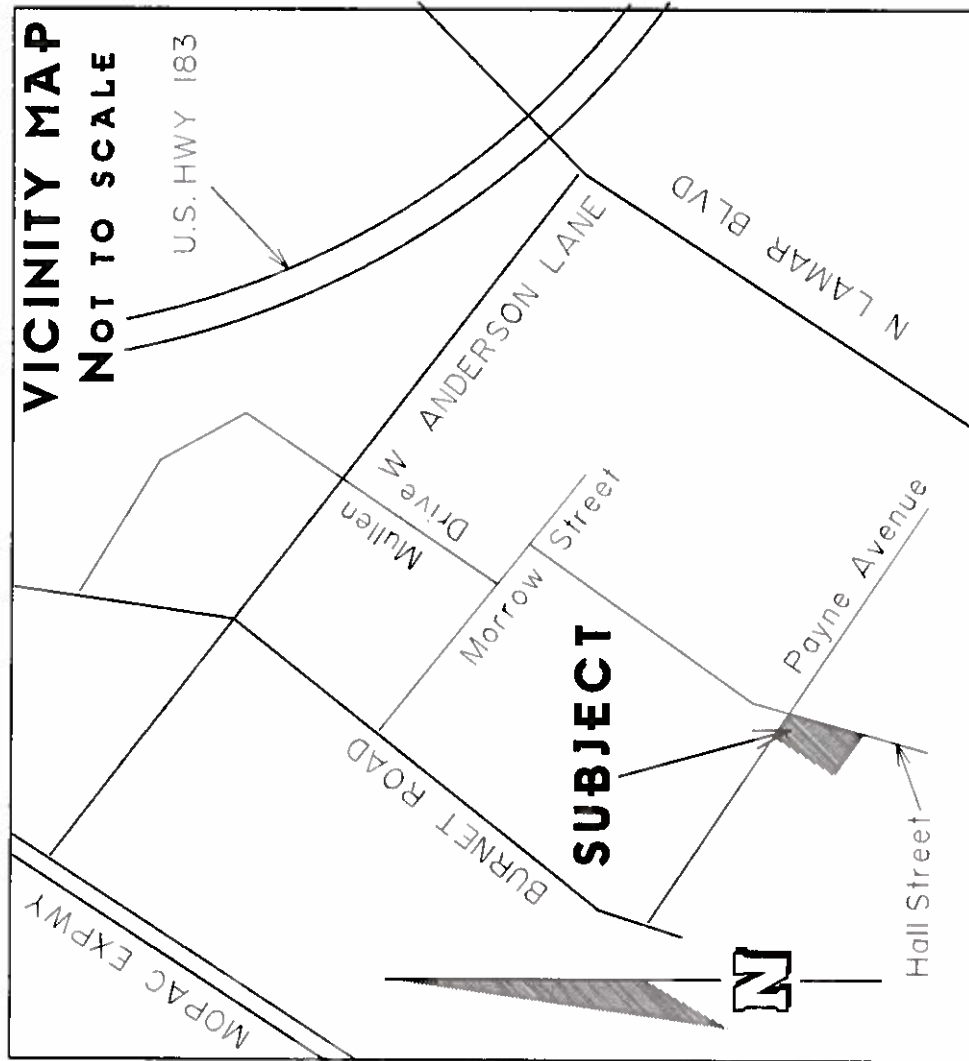 VICINITY MAP
NOT TO SCALE
U.S. HWY 183
MOPAC EXPWY
BURNET ROAD
W ANDERSON LANE
N LAMAR BLVD
Mullen
Drive
Morrow Street
SUBJECT
Payne Avenue
Hall Street
N